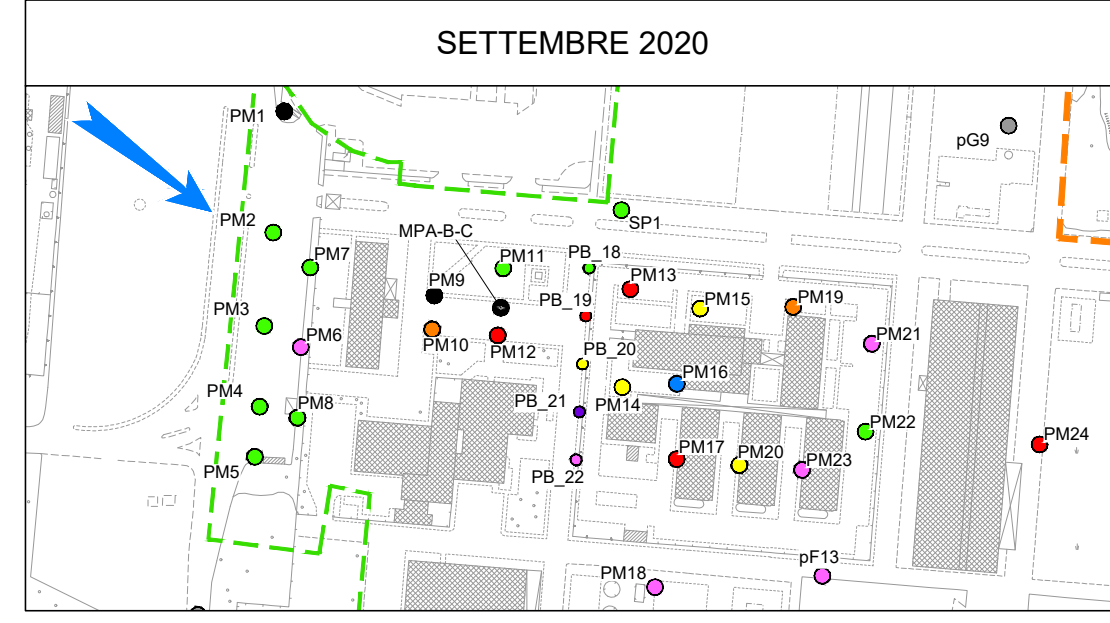 SETTEMBRE 2020
PM1
pG9
PM2
SP1
MPA-B-C
PM7
PM11
PB_18
PM9
PM13
PM3
PB_19
PM15
PM19
PM6
PM10
PM12
PB_20
PM21
PM16
PM4
PM8
PB_21
PM14
PM22
PM24
PM5
PB_22
PM17
PM20
PM23
pF13
PM18